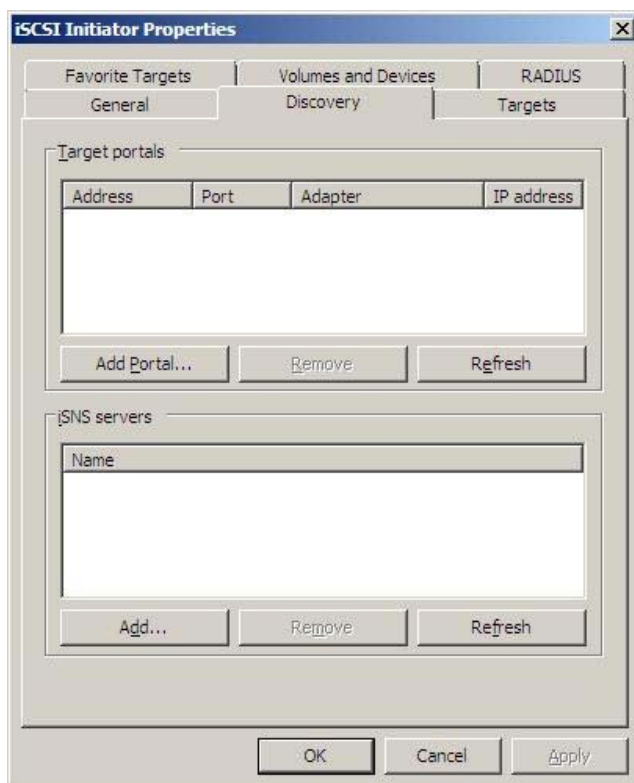 iSCSI Initiator Properties
Favorite Targets Volumes and Devices RADIUS
General Discovery Targets
Target portals
Address Port Adapter IP address
Add Portal... Remove Refresh
iSNS servers
Name
Add... Remove Refresh
OK Cancel Apply